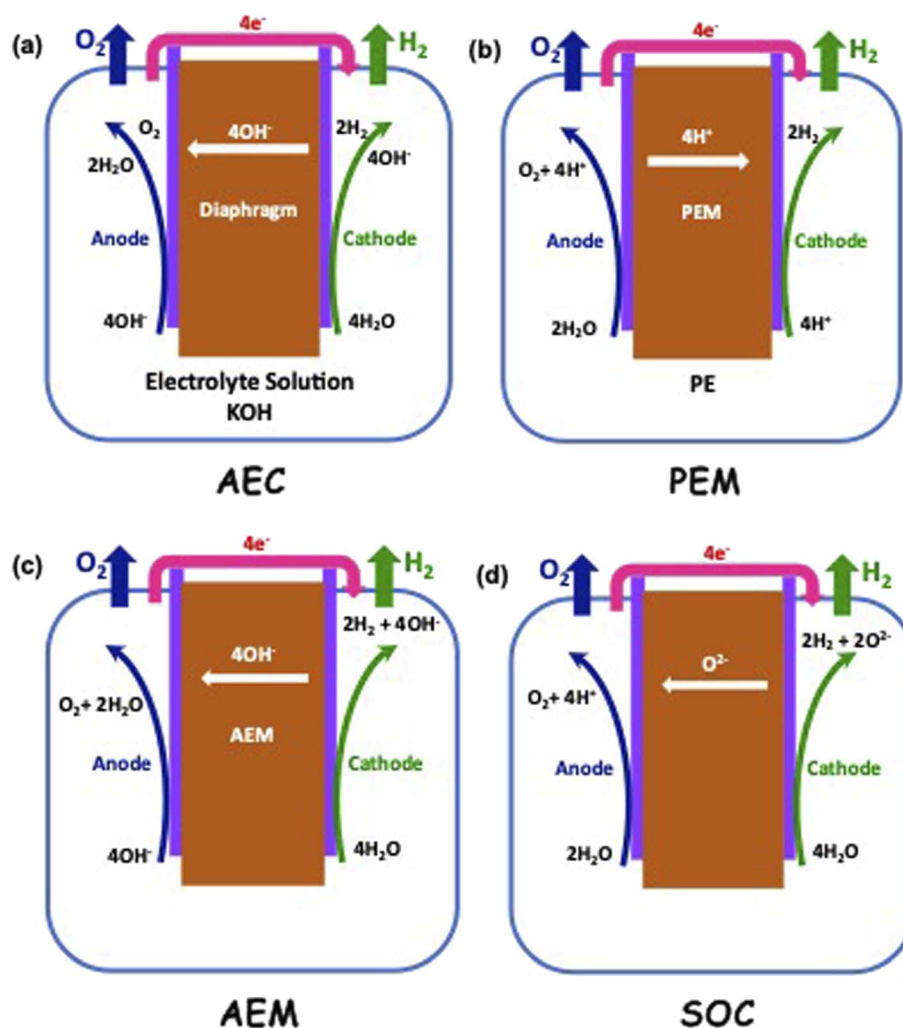 (a)
O₂
4e⁻
H₂
O₂
2H₂O
4OH⁻
2H₂
4OH⁻
Diaphragm
Anode
Cathode
4OH⁻
4H₂O
Electrolyte Solution
KOH
AEC
(b)
O₂
4e⁻
H₂
O₂+ 4H⁺
4H⁺
2H₂
PEM
Anode
Cathode
2H₂O
4H⁺
PE
PEM
(c)
O₂
4e⁻
H₂
2H₂ + 4OH⁻
4OH⁻
O₂+ 2H₂O
AEM
Anode
Cathode
4OH⁻
4H₂O
AEM
(d)
O₂
4e⁻
H₂
2H₂ + 2O²⁻
O²⁻
O₂+ 4H⁺
Anode
Cathode
2H₂O
4H₂O
SOC